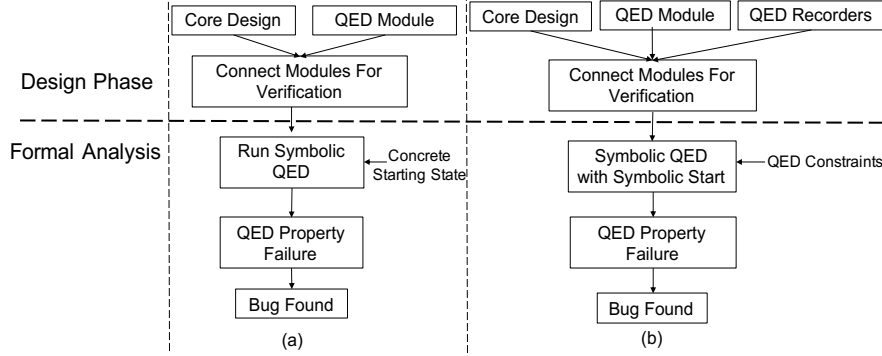 Core Design
QED Module
Core Design
QED Module
QED Recorders
Design Phase
Connect Modules For
Verification
Connect Modules For
Verification
Formal Analysis
Run Symbolic
QED
Concrete
Starting State
Symbolic QED
with Symbolic Start
QED Constraints
QED Property
Failure
QED Property
Failure
Bug Found
Bug Found
(a)
(b)